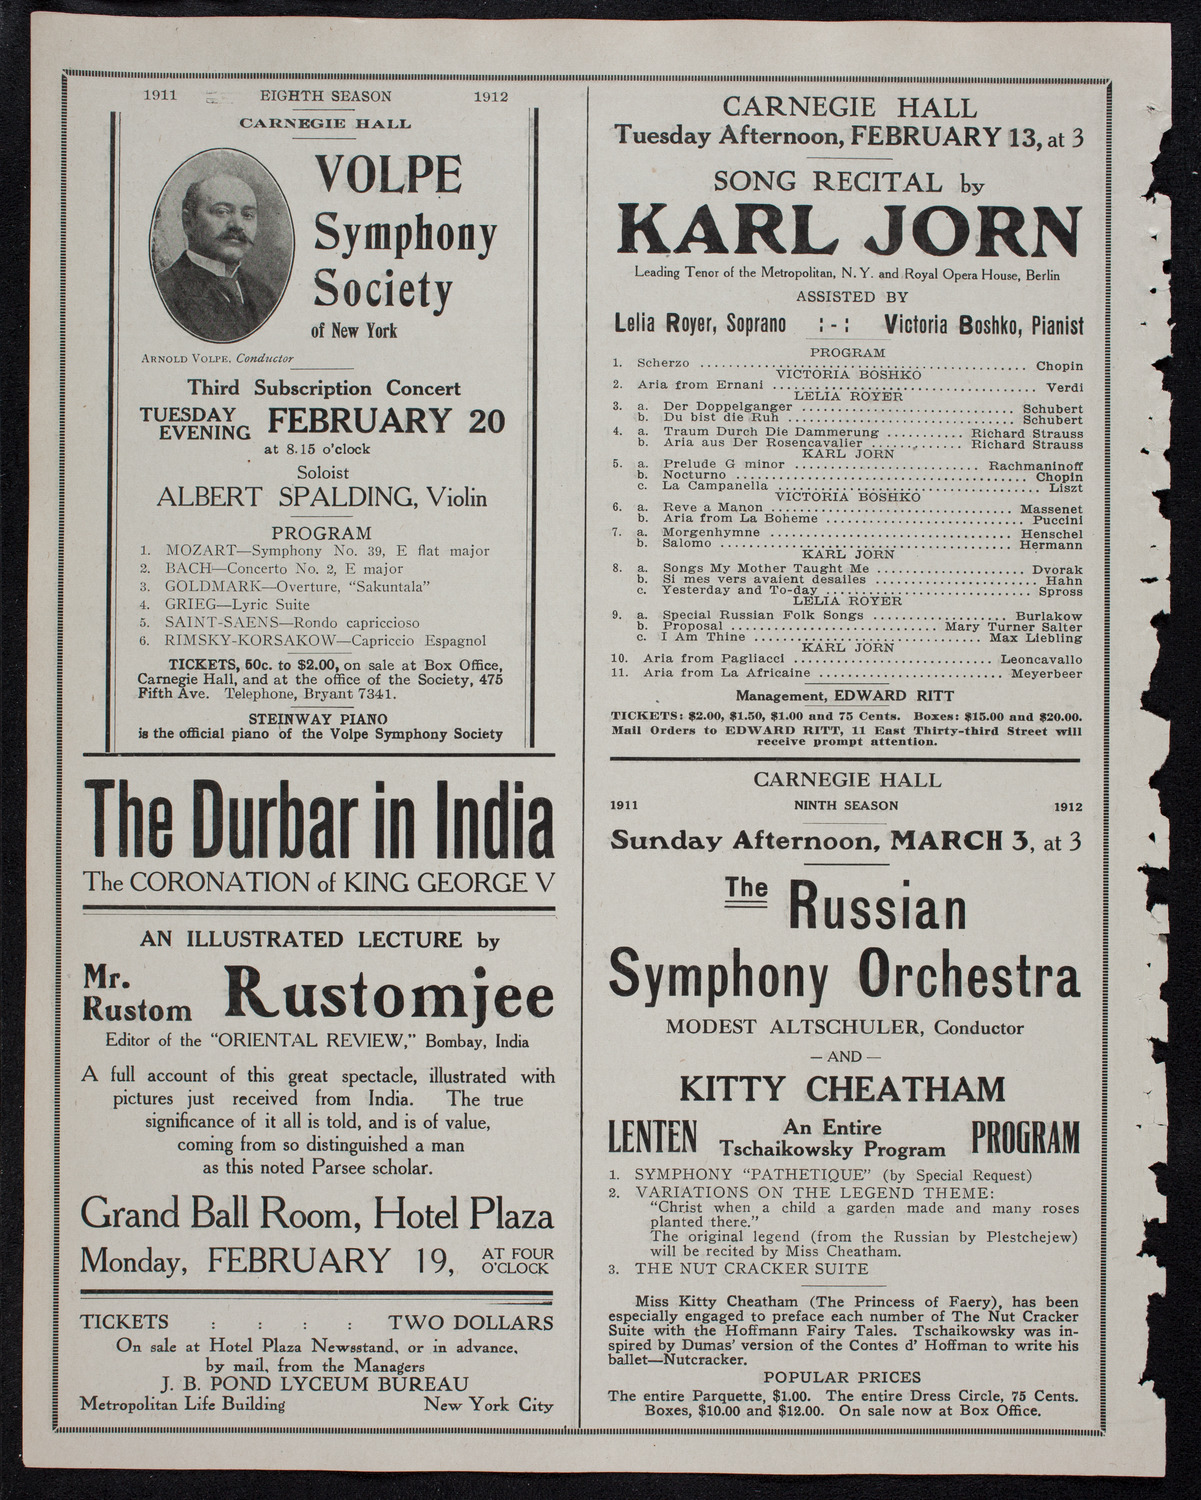 1911 EIGHTH SEASON 1912
CARNEGIE HALL
VOLPE
Symphony
Society
of New York
ARNOLD VOLPE, Conductor
Third Subscription Concert
TUESDAY EVENING FEBRUARY 20
at 8.15 o'clock
Soloist
ALBERT SPALDING, Violin
PROGRAM
1. MOZART—Symphony No. 39, E flat major
2. BACH—Concerto No. 2, E major
3. GOLDMARK—Overture, "Sakuntala"
4. GRIEG—Lyric Suite
5. SAINT-SAENS—Rondo capriccioso
6. RIMSKY-KORSAKOW—Capriccio Espagnol
TICKETS, 50c. to $2.00, on sale at Box Office,
Carnegie Hall, and at the office of the Society, 475
Fifth Ave. Telephone, Bryant 7341.
STEINWAY PIANO
is the official piano of the Volpe Symphony Society
The Durbar in India
The CORONATION of KING GEORGE V
AN ILLUSTRATED LECTURE by
Mr. Rustom Rustomjee
Editor of the "ORIENTAL REVIEW," Bombay, India
A full account of this great spectacle, illustrated with
pictures just received from India. The true
significance of it all is told, and is of value,
coming from so distinguished a man
as this noted Parsee scholar.
Grand Ball Room, Hotel Plaza
Monday, FEBRUARY 19, AT FOUR O'CLOCK
TICKETS : : : : TWO DOLLARS
On sale at Hotel Plaza Newsstand, or in advance,
by mail, from the Managers
J. B. POND LYCEUM BUREAU
Metropolitan Life Building New York City
CARNEGIE HALL
Tuesday Afternoon, FEBRUARY 13, at 3
SONG RECITAL by
KARL JORN
Leading Tenor of the Metropolitan, N. Y. and Royal Opera House, Berlin
ASSISTED BY
Lelia Royer, Soprano :-: Victoria Boshko, Pianist
PROGRAM
1. Scherzo ........ Chopin
VICTORIA BOSHKO
2. Aria from Ernani ........ Verdi
LELIA ROYER
3. a. Der Doppelganger ........ Schubert
b. Du bist die Ruh ........ Schubert
4. a. Traum Durch Die Dammerung ........ Richard Strauss
b. Aria aus Der Rosencavalier ........ Richard Strauss
KARL JORN
5. a. Prelude G minor ........ Rachmaninoff
b. Nocturno ........ Chopin
c. La Campanella ........ Liszt
VICTORIA BOSHKO
6. a. Reve a Manon ........ Massenet
b. Aria from La Boheme ........ Puccini
7. a. Morgenhymne ........ Henschel
b. Salomo ........ Hermann
KARL JORN
8. a. Songs My Mother Taught Me ........ Dvorak
b. Si mes vers avaient desailes ........ Hahn
c. Yesterday and To-day ........ Spross
LELIA ROYER
9. a. Special Russian Folk Songs ........ Burlakow
b. Proposal ........ Mary Turner Salter
c. I Am Thine ........ Max Liebling
KARL JORN
10. Aria from Pagliacci ........ Leoncavallo
11. Aria from La Africaine ........ Meyerbeer
Management, EDWARD RITT
TICKETS: $2.00, $1.50, $1.00 and 75 Cents. Boxes: $15.00 and $20.00.
Mail Orders to EDWARD RITT, 11 East Thirty-third Street will
receive prompt attention.
CARNEGIE HALL
1911 NINTH SEASON 1912
Sunday Afternoon, MARCH 3, at 3
The Russian
Symphony Orchestra
MODEST ALTSCHULER, Conductor
— AND —
KITTY CHEATHAM
LENTEN An Entire Tschaikowsky Program PROGRAM
1. SYMPHONY "PATHETIQUE" (by Special Request)
2. VARIATIONS ON THE LEGEND THEME:
"Christ when a child a garden made and many roses
planted there."
The original legend (from the Russian by Plestchejew)
will be recited by Miss Cheatham.
3. THE NUT CRACKER SUITE
Miss Kitty Cheatham (The Princess of Faery), has been
especially engaged to preface each number of The Nut Cracker
Suite with the Hoffmann Fairy Tales. Tschaikowsky was in-
spired by Dumas' version of the Contes d' Hoffman to write his
ballet—Nutcracker.
POPULAR PRICES
The entire Parquette, $1.00. The entire Dress Circle, 75 Cents.
Boxes, $10.00 and $12.00. On sale now at Box Office.